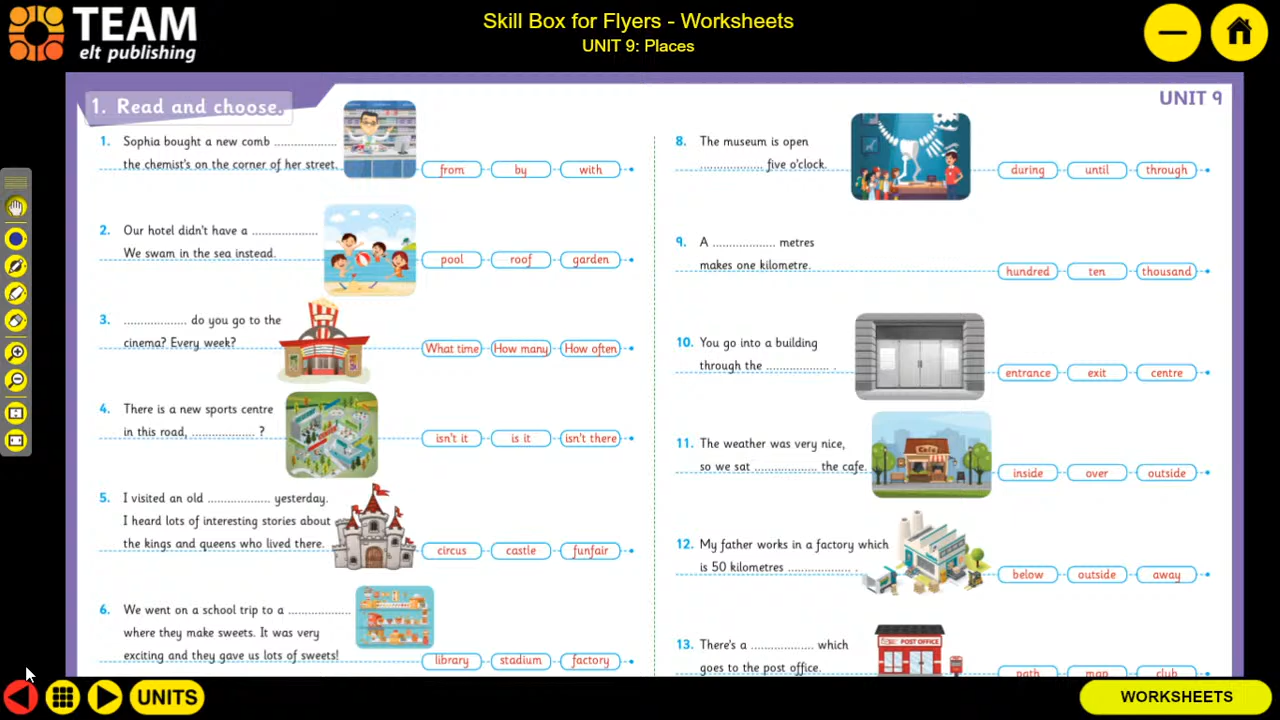 TEAM
elt publishing
Skill Box for Flyers - Worksheets
UNIT 9: Places
1. Read and choose.
UNIT 9
1. Sophia bought a new comb ..................
the chemist's on the corner of her street.
from by with
2. Our hotel didn't have a ..................
We swam in the sea instead.
pool roof garden
3. .................. do you go to the
cinema? Every week?
What time How many How often
4. There is a new sports centre
in this road, .................. ?
isn't it is it isn't there
5. I visited an old .................. yesterday.
I heard lots of interesting stories about
the kings and queens who lived there.
circus castle funfair
6. We went on a school trip to a ..................
where they make sweets. It was very
exciting and they gave us lots of sweets!
library stadium factory
8. The museum is open
.................. five o'clock.
during until through
9. A .................. metres
makes one kilometre.
hundred ten thousand
10. You go into a building
through the .................. .
entrance exit centre
11. The weather was very nice,
so we sat .................. the cafe.
Cafe
inside over outside
12. My father works in a factory which
is 50 kilometres .................. .
below outside away
13. There's a .................. which
goes to the post office.
POST OFFICE
path map club
UNITS
WORKSHEETS